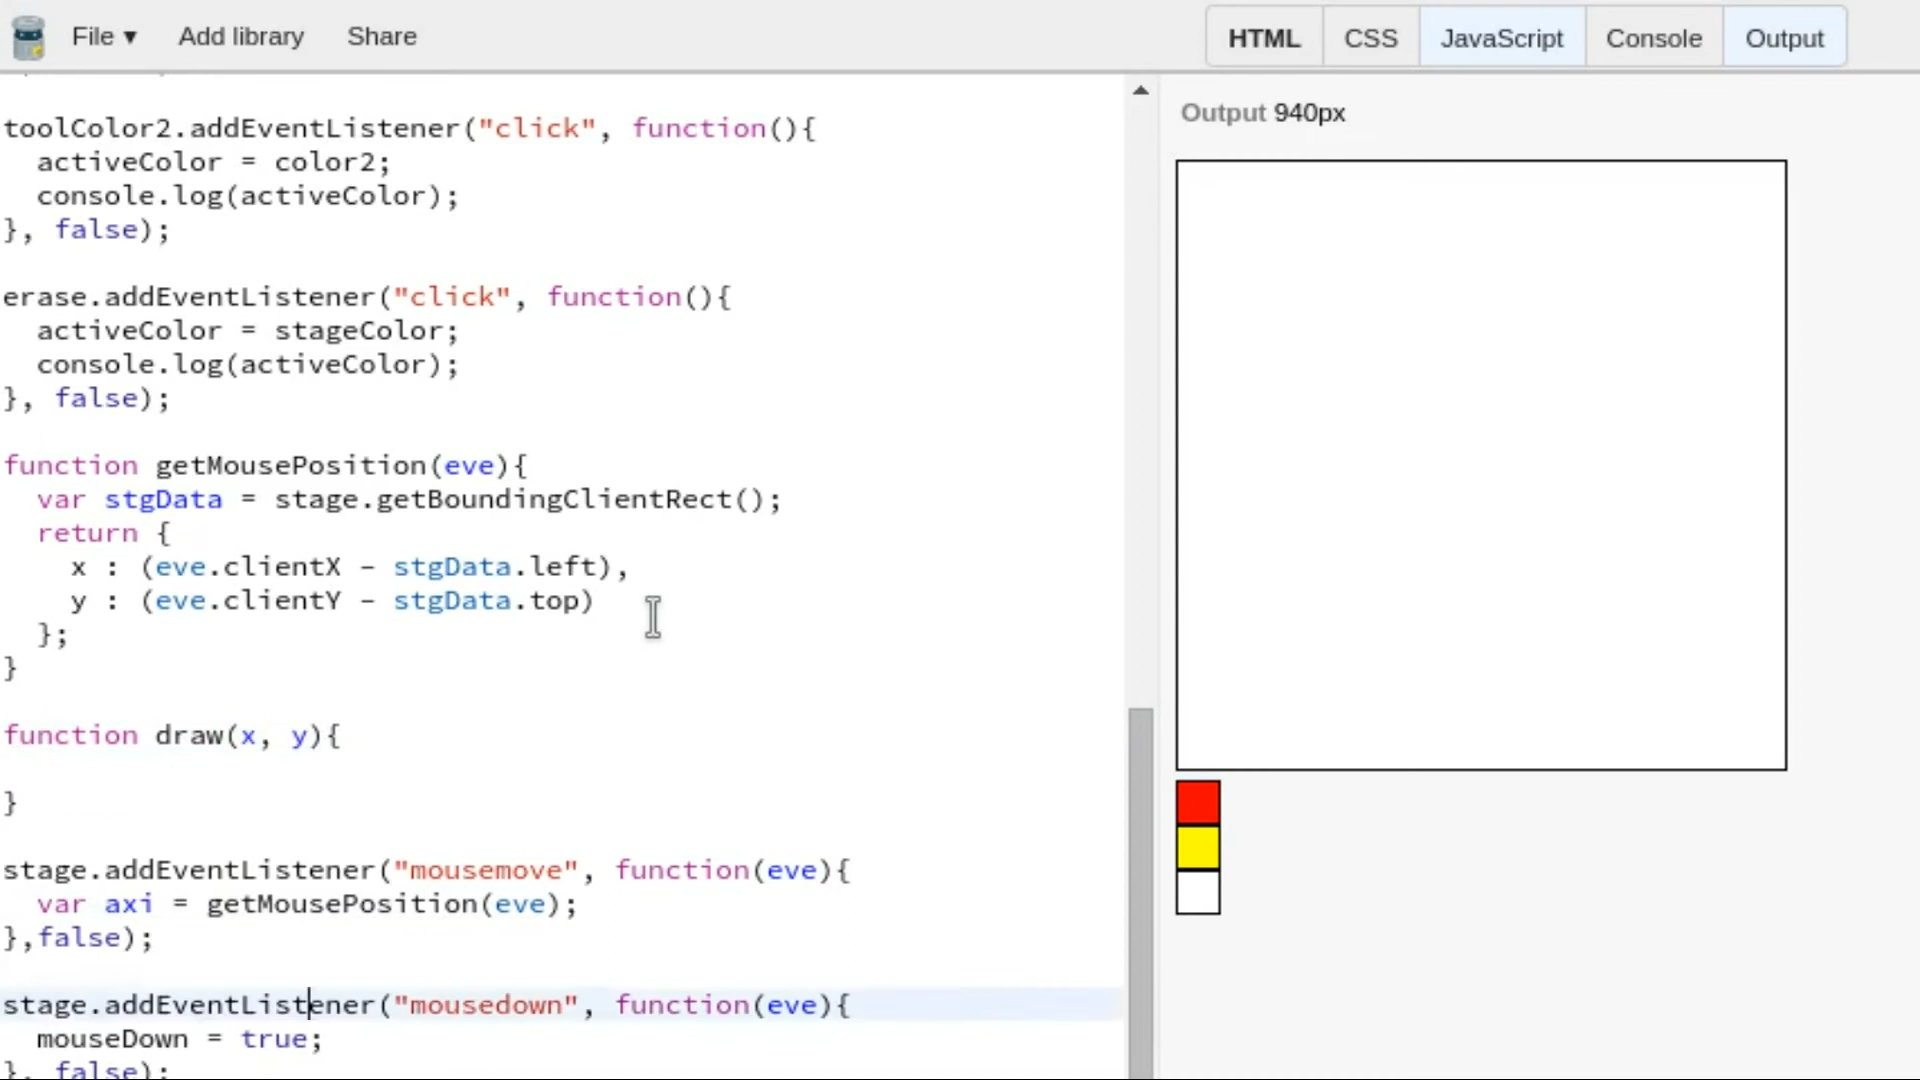 File ▾ Add library Share HTML CSS JavaScript Console Output
toolColor2.addEventListener("click", function(){
  activeColor = color2;
  console.log(activeColor);
}, false);
erase.addEventListener("click", function(){
  activeColor = stageColor;
  console.log(activeColor);
}, false);
function getMousePosition(eve){
  var stgData = stage.getBoundingClientRect();
  return {
    x : (eve.clientX - stgData.left),
    y : (eve.clientY - stgData.top)
  };
}
function draw(x, y){
}
stage.addEventListener("mousemove", function(eve){
  var axi = getMousePosition(eve);
},false);
stage.addEventListener("mousedown", function(eve){
  mouseDown = true;
}, false);
Output 940px